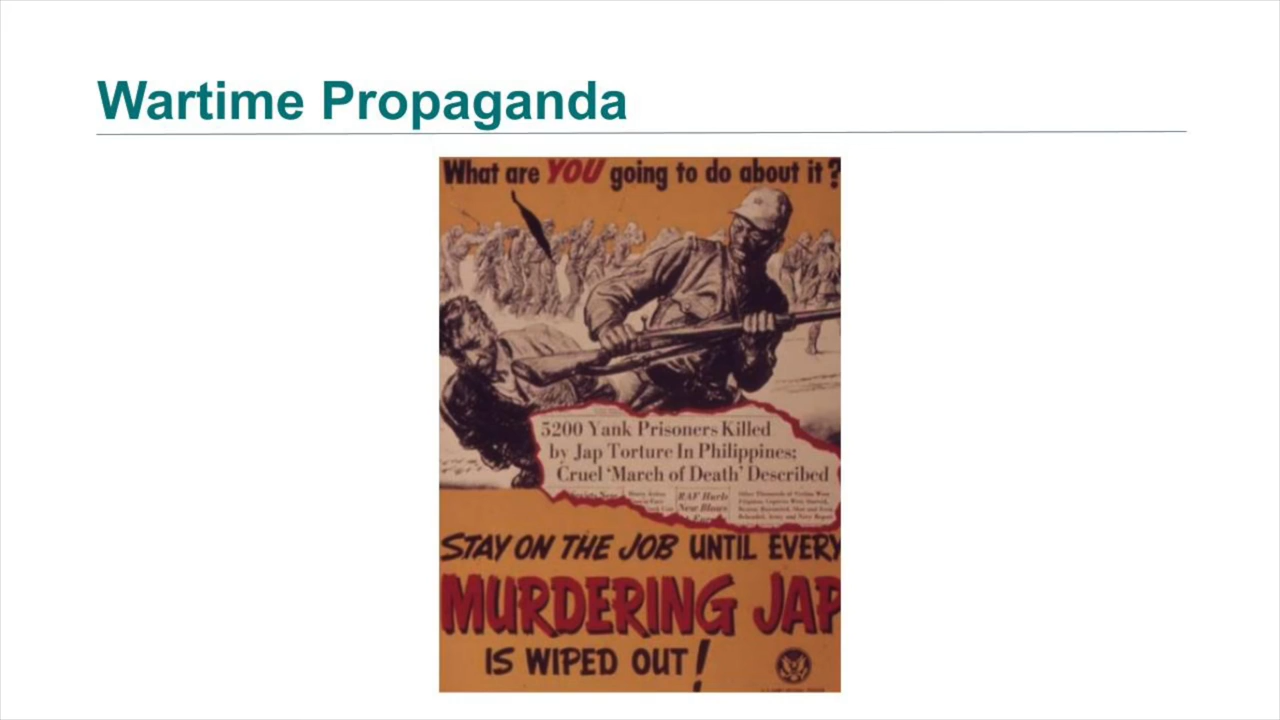 Wartime Propaganda
What are YOU going to do about it?
5200 Yank Prisoners Killed
by Jap Torture In Philippines;
Cruel 'March of Death' Described
RAF Hurls
New Blows
STAY ON THE JOB UNTIL EVERY
MURDERING JAP
IS WIPED OUT!